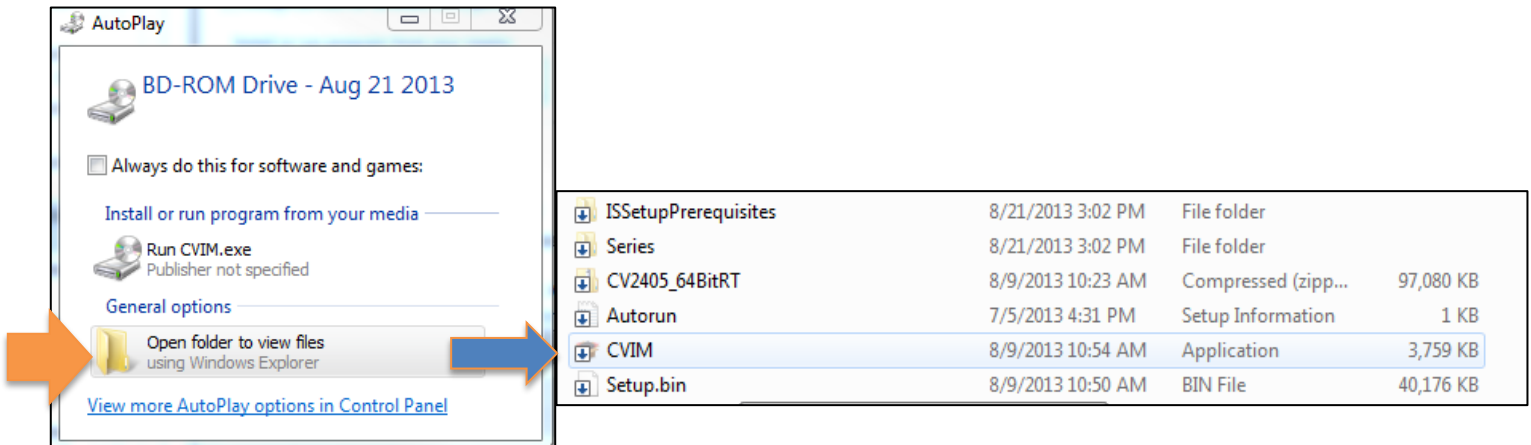 AutoPlay
BD-ROM Drive - Aug 21 2013
Always do this for software and games:
Install or run program from your media
Run CVIM.exe
Publisher not specified
General options
Open folder to view files
using Windows Explorer
View more AutoPlay options in Control Panel
ISSetupPrerequisites 8/21/2013 3:02 PM File folder
Series 8/21/2013 3:02 PM File folder
CV2405_64BitRT 8/9/2013 10:23 AM Compressed (zipp... 97,080 KB
Autorun 7/5/2013 4:31 PM Setup Information 1 KB
CVIM 8/9/2013 10:54 AM Application 3,759 KB
Setup.bin 8/9/2013 10:50 AM BIN File 40,176 KB